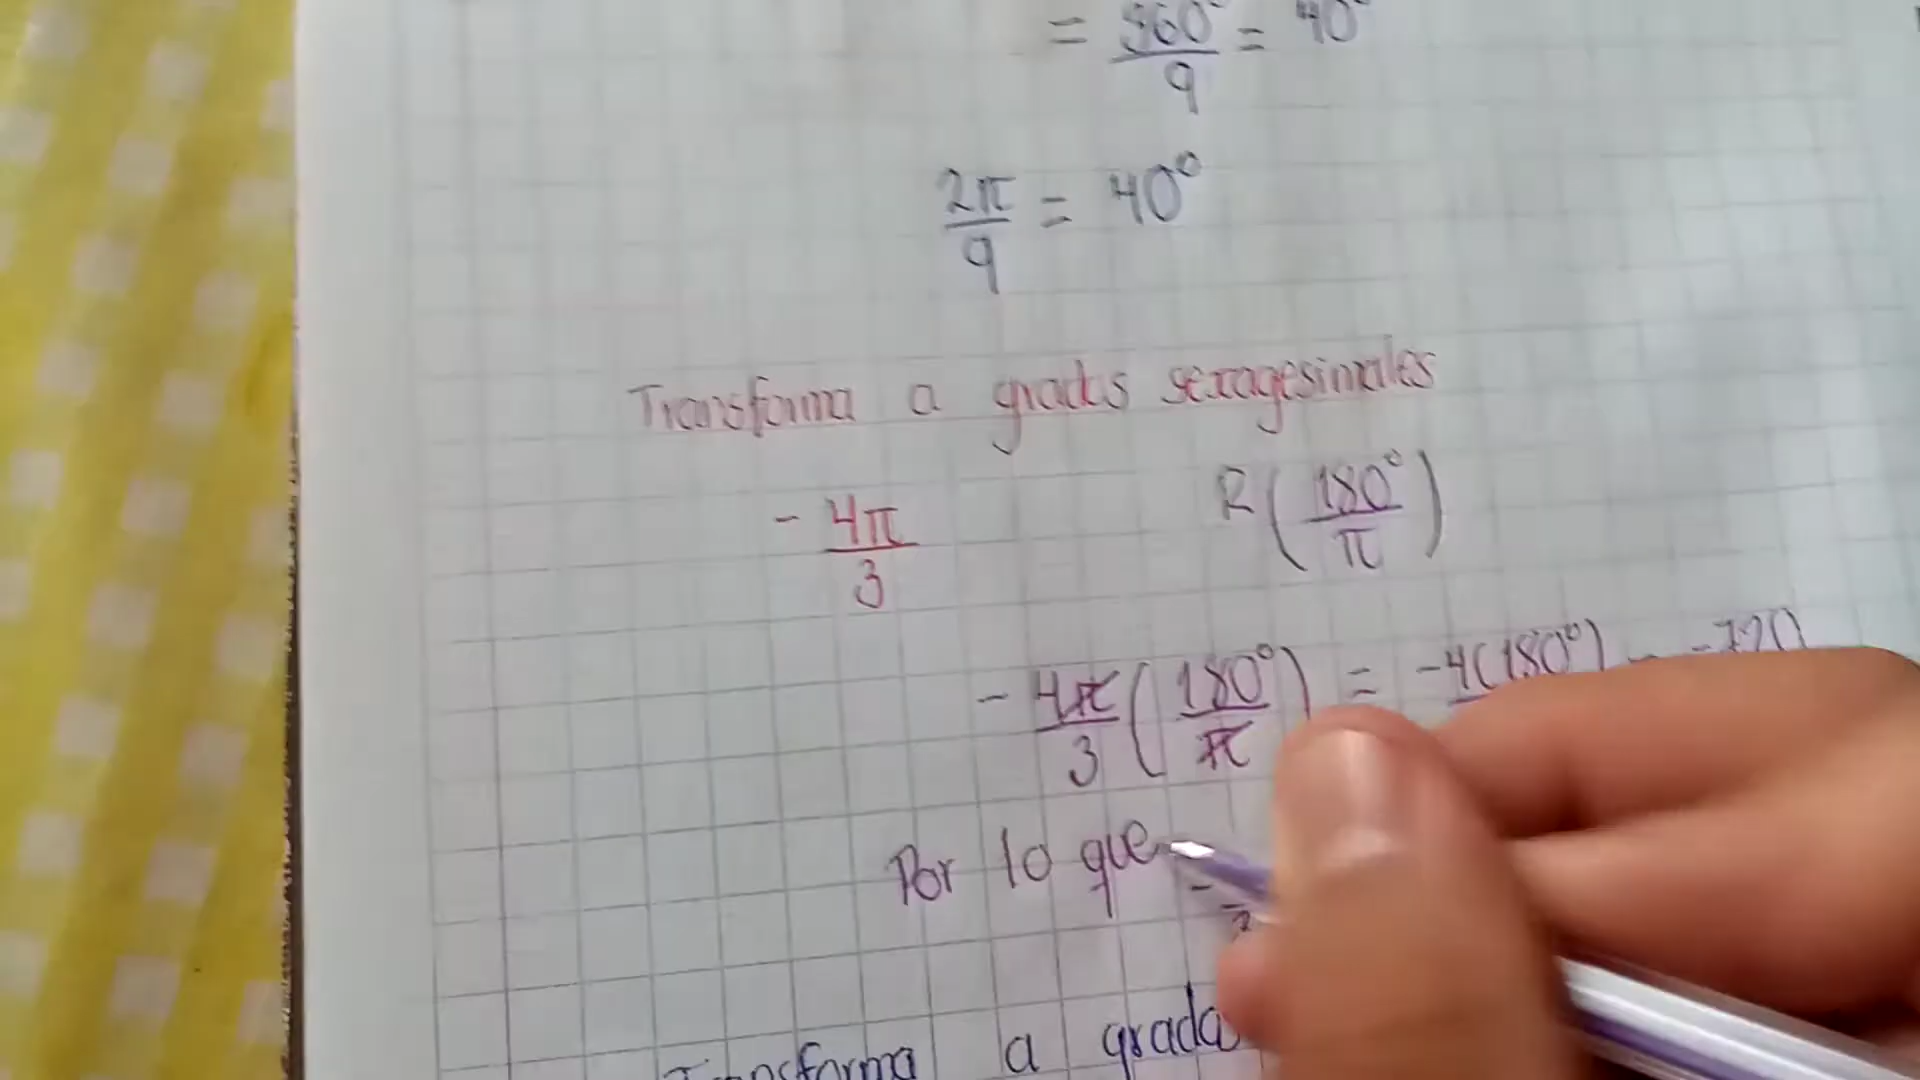 = 360° / 9 = 40°
2π / 9 = 40°
Transforma a grados sexagesimales
- 4π / 3 R ( 180° / π )
- 4π / 3 ( 180° / π ) = -4(180°) -720
Por lo que -
Transforma a grado